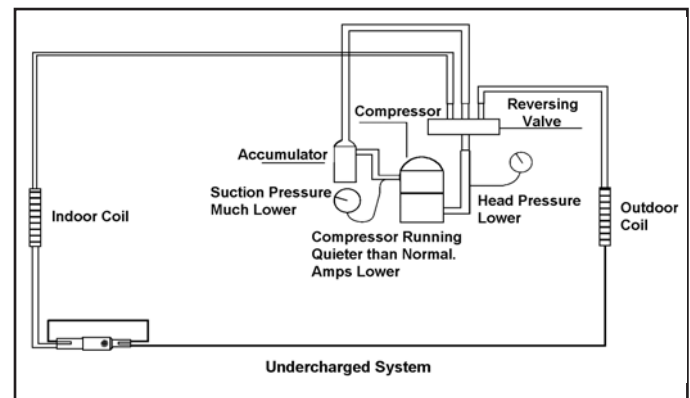 Compressor
Reversing
Valve
Accumulator
Suction Pressure
Much Lower
Head Pressure
Lower
Indoor Coil
Outdoor
Coil
Compressor Running
Quieter than Normal.
Amps Lower
Undercharged System